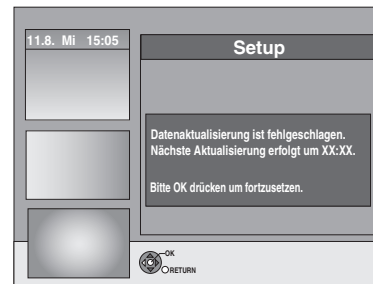 11.8. Mi 15:05
Setup
Datenaktualisierung ist fehlgeschlagen.
Nächste Aktualisierung erfolgt um XX:XX.
Bitte OK drücken um fortzusetzen.
OK
RETURN